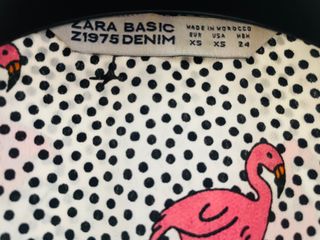 ZARA BASIC
Z1975 DENIM
MADE IN MOROCCO
EUR USA MEX
XS XS 24